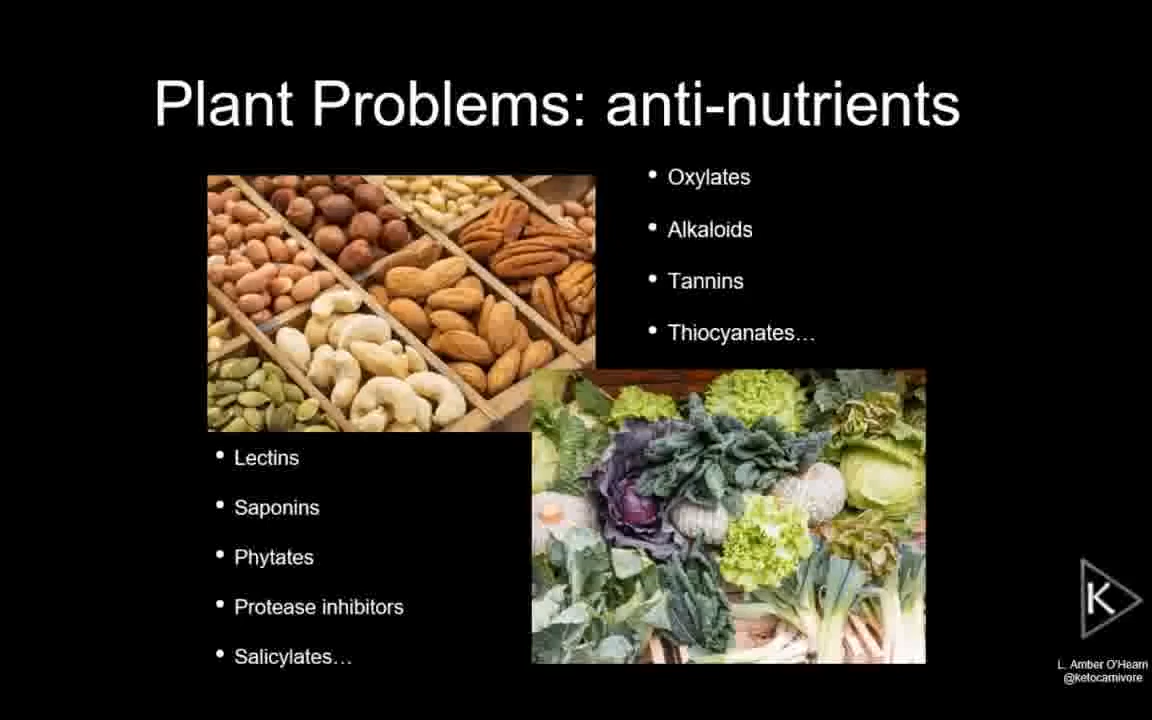 Plant Problems: anti-nutrients
• Oxylates
• Alkaloids
• Tannins
• Thiocyanates…
• Lectins
• Saponins
• Phytates
• Protease inhibitors
• Salicylates…
K
L. Amber O'Hearn
@ketocarnivore